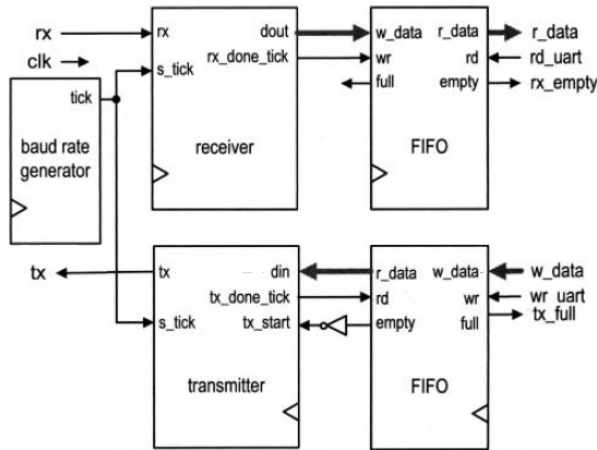 rx
clk
tick
baud rate
generator
rx
s_tick
dout
rx_done_tick
receiver
w_data
wr
full
r_data
rd
empty
FIFO
r_data
rd_uart
rx_empty
tx
tx
s_tick
din
tx_done_tick
tx_start
transmitter
r_data
rd
empty
w_data
wr
full
FIFO
w_data
wr_uart
tx_full